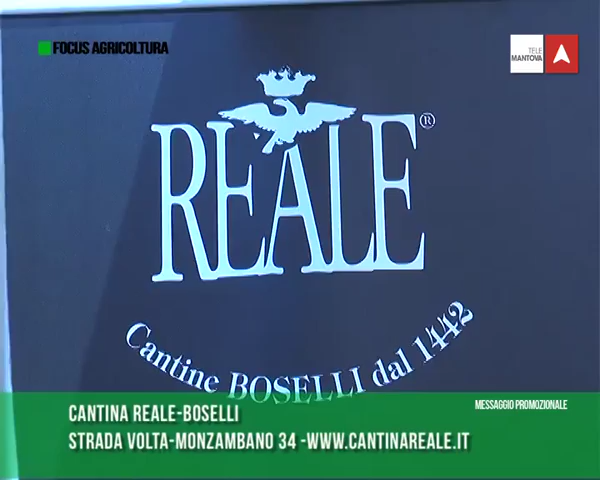 FOCUS AGRICOLTURA
TELE
MANTOVA
REALE®
Cantine BOSELLI dal 1442
MESSAGGIO PROMOZIONALE
CANTINA REALE-BOSELLI
STRADA VOLTA-MONZAMBANO 34 -WWW.CANTINAREALE.IT